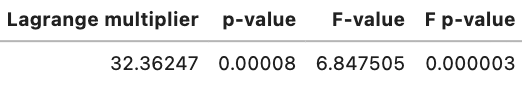 Lagrange multiplier p-value F-value F p-value
32.36247 0.00008 6.847505 0.000003